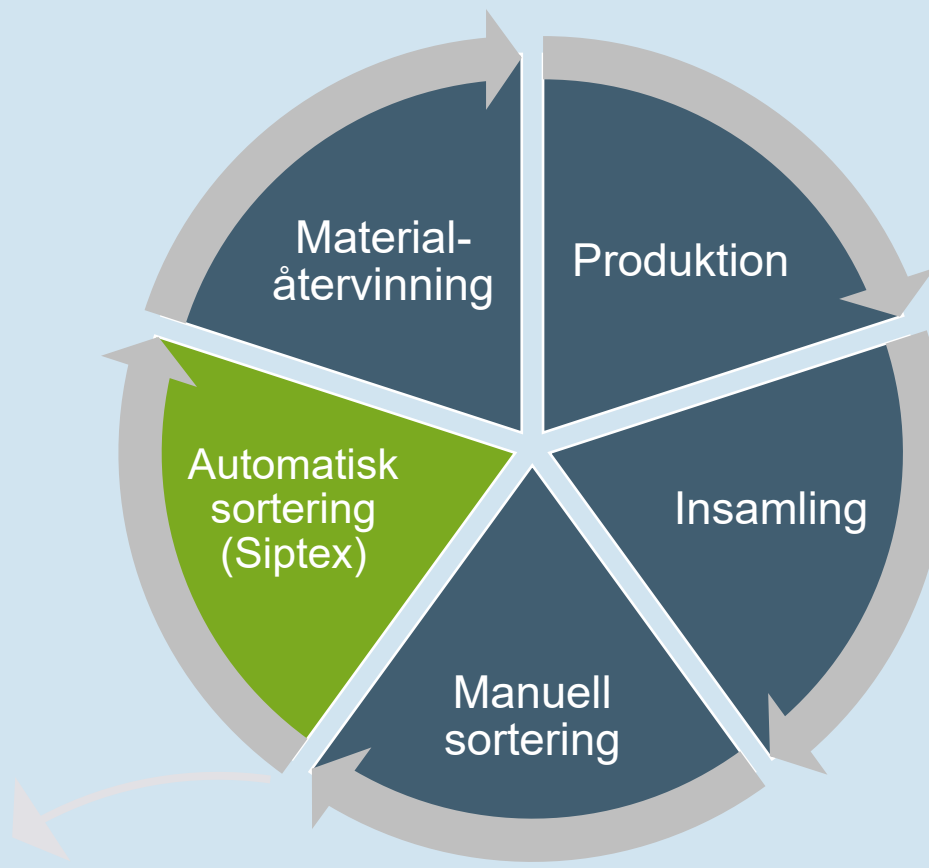 Material-
återvinning
Produktion
Insamling
Manuell
sortering
Automatisk
sortering
(Siptex)